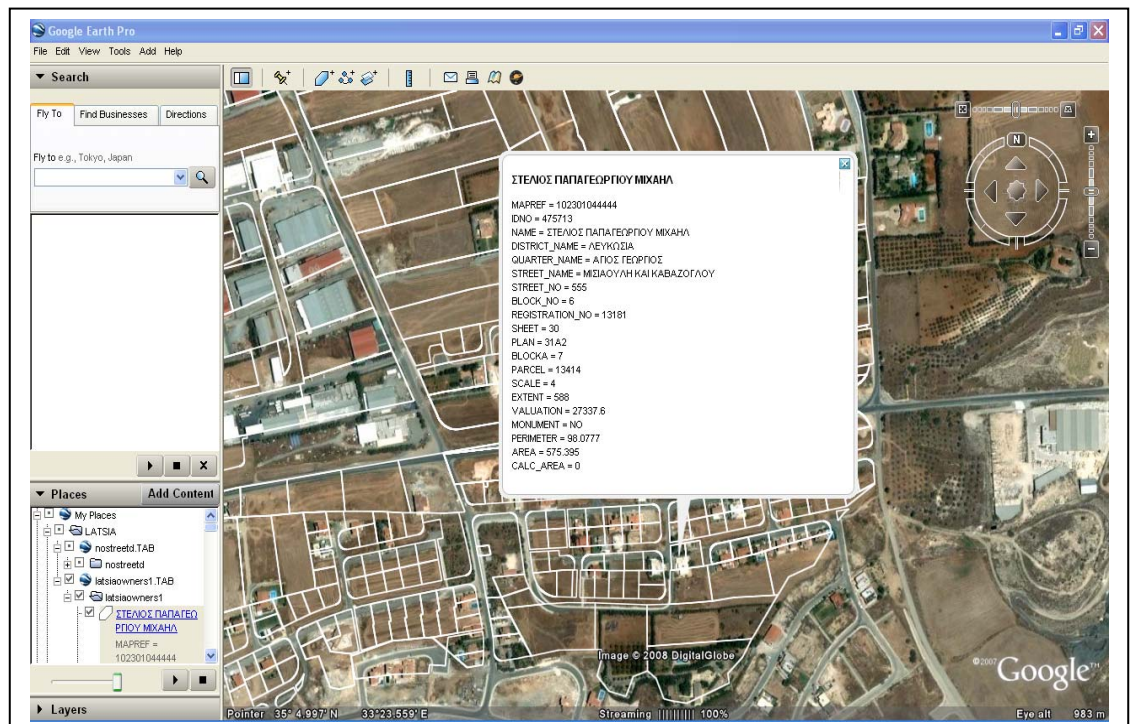 Google Earth Pro
File Edit View Tools Add Help
Search
Fly To Find Businesses Directions
Fly to e.g., Tokyo, Japan
N
ΣΤΕΛΙΟΣ ΠΑΠΑΓΕΩΡΓΙΟΥ ΜΙΧΑΗΛ
MAPREF = 102301044444
IDNO = 475713
NAME = ΣΤΕΛΙΟΣ ΠΑΠΑΓΕΩΡΓΙΟΥ ΜΙΧΑΗΛ
DISTRICT_NAME = ΛΕΥΚΩΣΙΑ
QUARTER_NAME = ΑΓΙΟΣ ΓΕΩΡΓΙΟΣ
STREET_NAME = ΜΙΣΙΑΟΥΛΗ ΚΑΙ ΚΑΒΑΖΟΓΛΟΥ
STREET_NO = 555
BLOCK_NO = 6
REGISTRATION_NO = 13181
SHEET = 30
PLAN = 31A2
BLOCKA = 7
PARCEL = 13414
SCALE = 4
EXTENT = 588
VALUATION = 27337.6
MONUMENT = NO
PERIMETER = 98.0777
AREA = 575.395
CALC_AREA = 0
Places Add Content
My Places
LATSIA
nostreetd.TAB
nostreetd
latsiaowners1.TAB
latsiaowners1
ΣΤΕΛΙΟΣ ΠΑΠΑΓΕΩ
ΡΓΙΟΥ ΜΙΧΑΗΛ
MAPREF =
102301044444
Layers
Image © 2008 DigitalGlobe
©2007 Google™
Pointer 35° 4.997' N 33°23.559' E Streaming |||||||||| 100% Eye alt 983 m